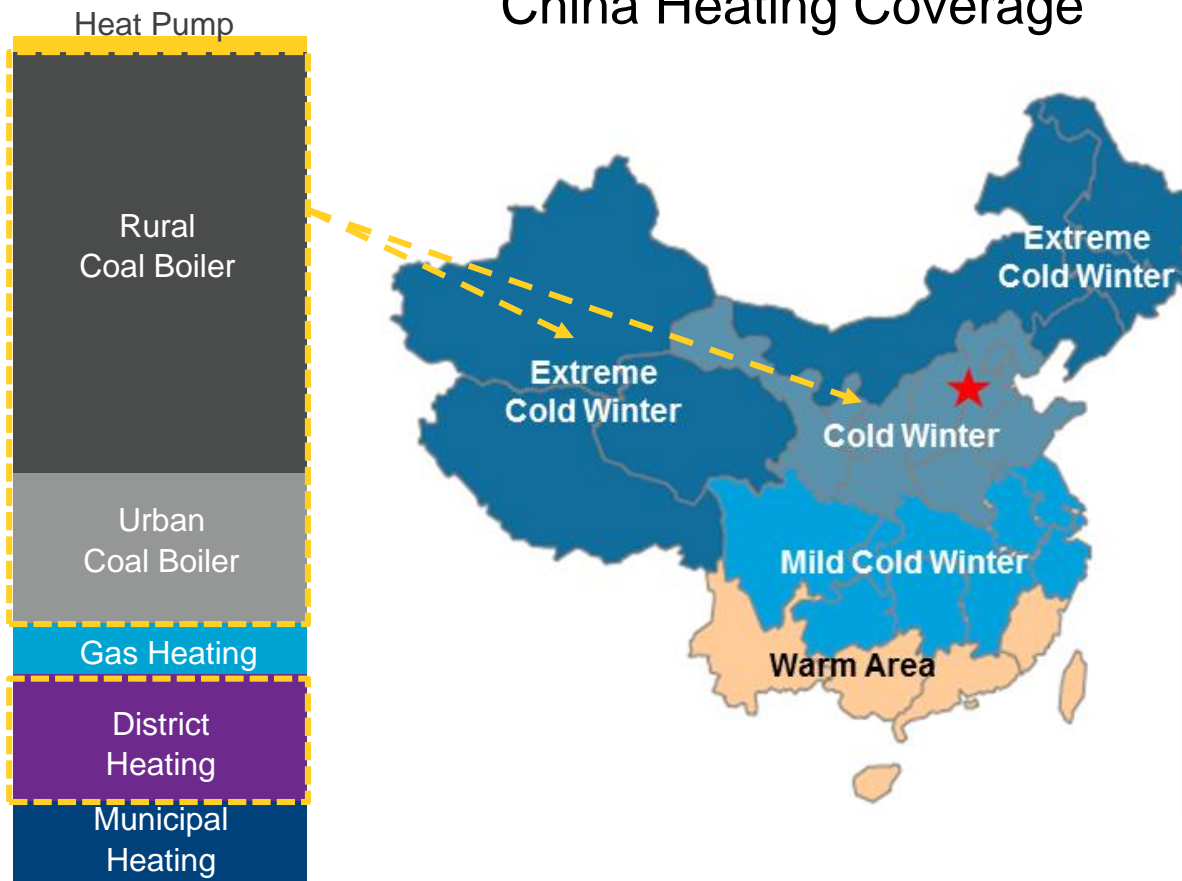 China Heating Coverage
Heat Pump
Rural
Coal Boiler
Urban
Coal Boiler
Gas Heating
District
Heating
Municipal
Heating
Extreme
Cold Winter
Extreme
Cold Winter
Cold Winter
Mild Cold Winter
Warm Area